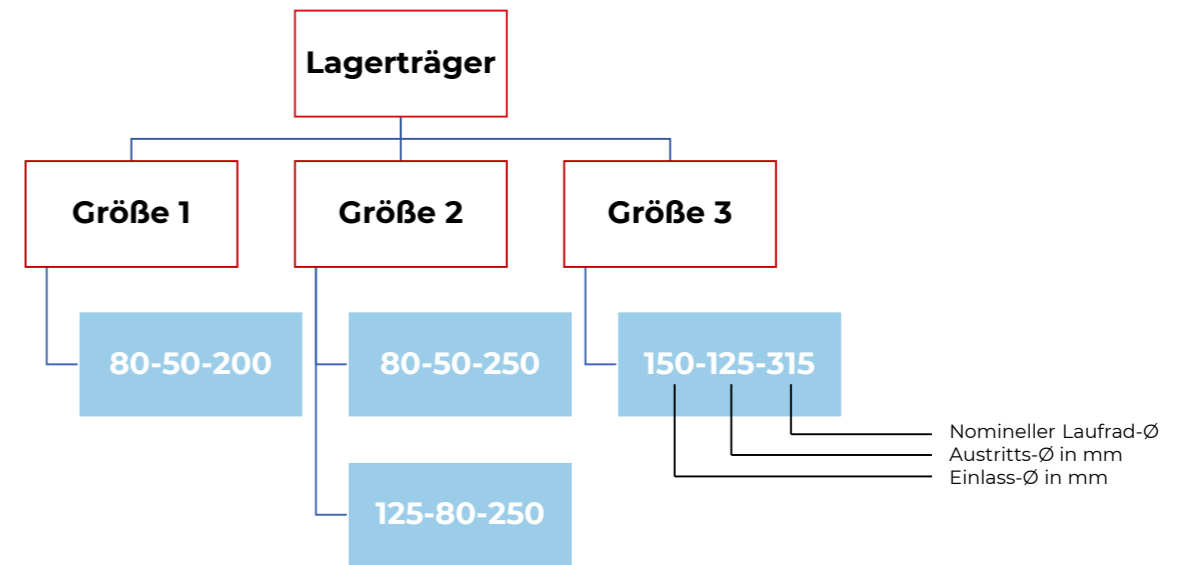 Lagerträger
Größe 1
Größe 2
Größe 3
80-50-200
80-50-250
150-125-315
Nomineller Laufrad-Ø
Austritts-Ø in mm
Einlass-Ø in mm
125-80-250